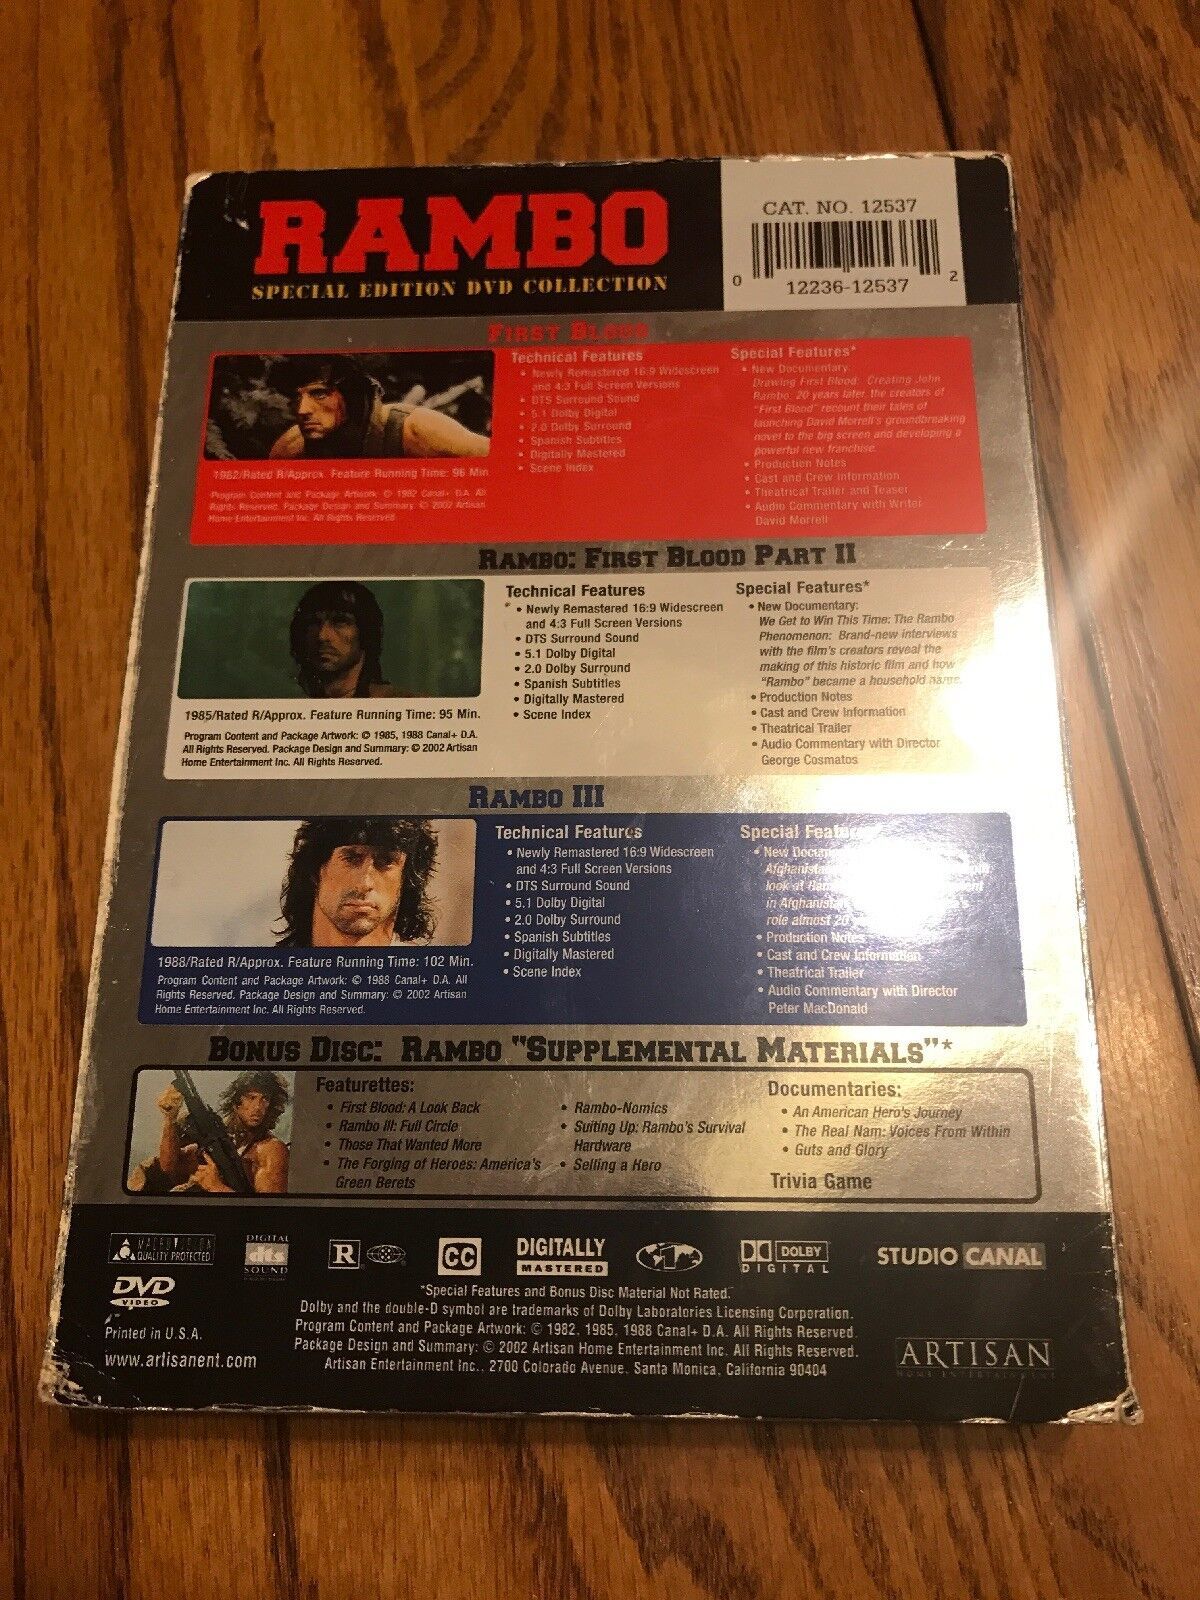 RAMBO
SPECIAL EDITION DVD COLLECTION
CAT. NO. 12537
0 12236-12537 2
FIRST BLOOD
Technical Features
• Newly Remastered 16:9 Widescreen
and 4:3 Full Screen Versions
• DTS Surround Sound
• 5.1 Dolby Digital
• 2.0 Dolby Surround
• Spanish Subtitles
• Digitally Mastered
• Scene Index
Special Features*
• New Documentary:
Drawing First Blood: Creating John
Rambo. 20 years later, the creators of
"First Blood" recount their tales of
launching David Morrell's groundbreaking
novel to the big screen and developing a
powerful new franchise.
• Production Notes
• Cast and Crew Information
• Theatrical Trailer and Teaser
• Audio Commentary with Writer
David Morrell
1982/Rated R/Approx. Feature Running Time: 96 Min
Program Content and Package Artwork: © 1982 Canal+ D.A. All
Rights Reserved. Package Design and Summary: © 2002 Artisan
Home Entertainment Inc. All Rights Reserved.
RAMBO: FIRST BLOOD PART II
Technical Features
• Newly Remastered 16:9 Widescreen
and 4:3 Full Screen Versions
• DTS Surround Sound
• 5.1 Dolby Digital
• 2.0 Dolby Surround
• Spanish Subtitles
• Digitally Mastered
• Scene Index
Special Features*
• New Documentary:
We Get to Win This Time: The Rambo
Phenomenon: Brand-new interviews
with the film's creators reveal the
making of this historic film and how
"Rambo" became a household name.
• Production Notes
• Cast and Crew Information
• Theatrical Trailer
• Audio Commentary with Director
George Cosmatos
1985/Rated R/Approx. Feature Running Time: 95 Min.
Program Content and Package Artwork: © 1985, 1988 Canal+ D.A.
All Rights Reserved. Package Design and Summary: © 2002 Artisan
Home Entertainment Inc. All Rights Reserved.
RAMBO III
Technical Features
• Newly Remastered 16:9 Widescreen
and 4:3 Full Screen Versions
• DTS Surround Sound
• 5.1 Dolby Digital
• 2.0 Dolby Surround
• Spanish Subtitles
• Digitally Mastered
• Scene Index
Special
• New
look at
in
role almost
• Production Notes
• Cast and Crew Information
• Theatrical Trailer
• Audio Commentary with Director
Peter MacDonald
1988/Rated R/Approx. Feature Running Time: 102 Min.
Program Content and Package Artwork: © 1988 Canal+ D.A. All
Rights Reserved. Package Design and Summary: © 2002 Artisan
Home Entertainment Inc. All Rights Reserved.
BONUS DISC: RAMBO "SUPPLEMENTAL MATERIALS"*
Featurettes:
• First Blood: A Look Back
• Rambo III: Full Circle
• Those That Wanted More
• The Forging of Heroes: America's
Green Berets
• Rambo-Nomics
• Suiting Up: Rambo's Survival
Hardware
• Selling a Hero
Documentaries:
• An American Hero's Journey
• The Real Nam: Voices From Within
• Guts and Glory
Trivia Game
MACROVISION
QUALITY PROTECTED
DIGITAL
dts
SOUND
R
CC
DIGITALLY
MASTERED
1
DOLBY
DIGITAL
STUDIO CANAL
DVD
VIDEO
*Special Features and Bonus Disc Material Not Rated.
Dolby and the double-D symbol are trademarks of Dolby Laboratories Licensing Corporation.
Program Content and Package Artwork: © 1982, 1985, 1988 Canal+ D.A. All Rights Reserved.
Package Design and Summary: © 2002 Artisan Home Entertainment Inc. All Rights Reserved.
Artisan Entertainment Inc., 2700 Colorado Avenue, Santa Monica, California 90404
Printed in U.S.A.
www.artisanent.com
ARTISAN
HOME ENTERTAINMENT